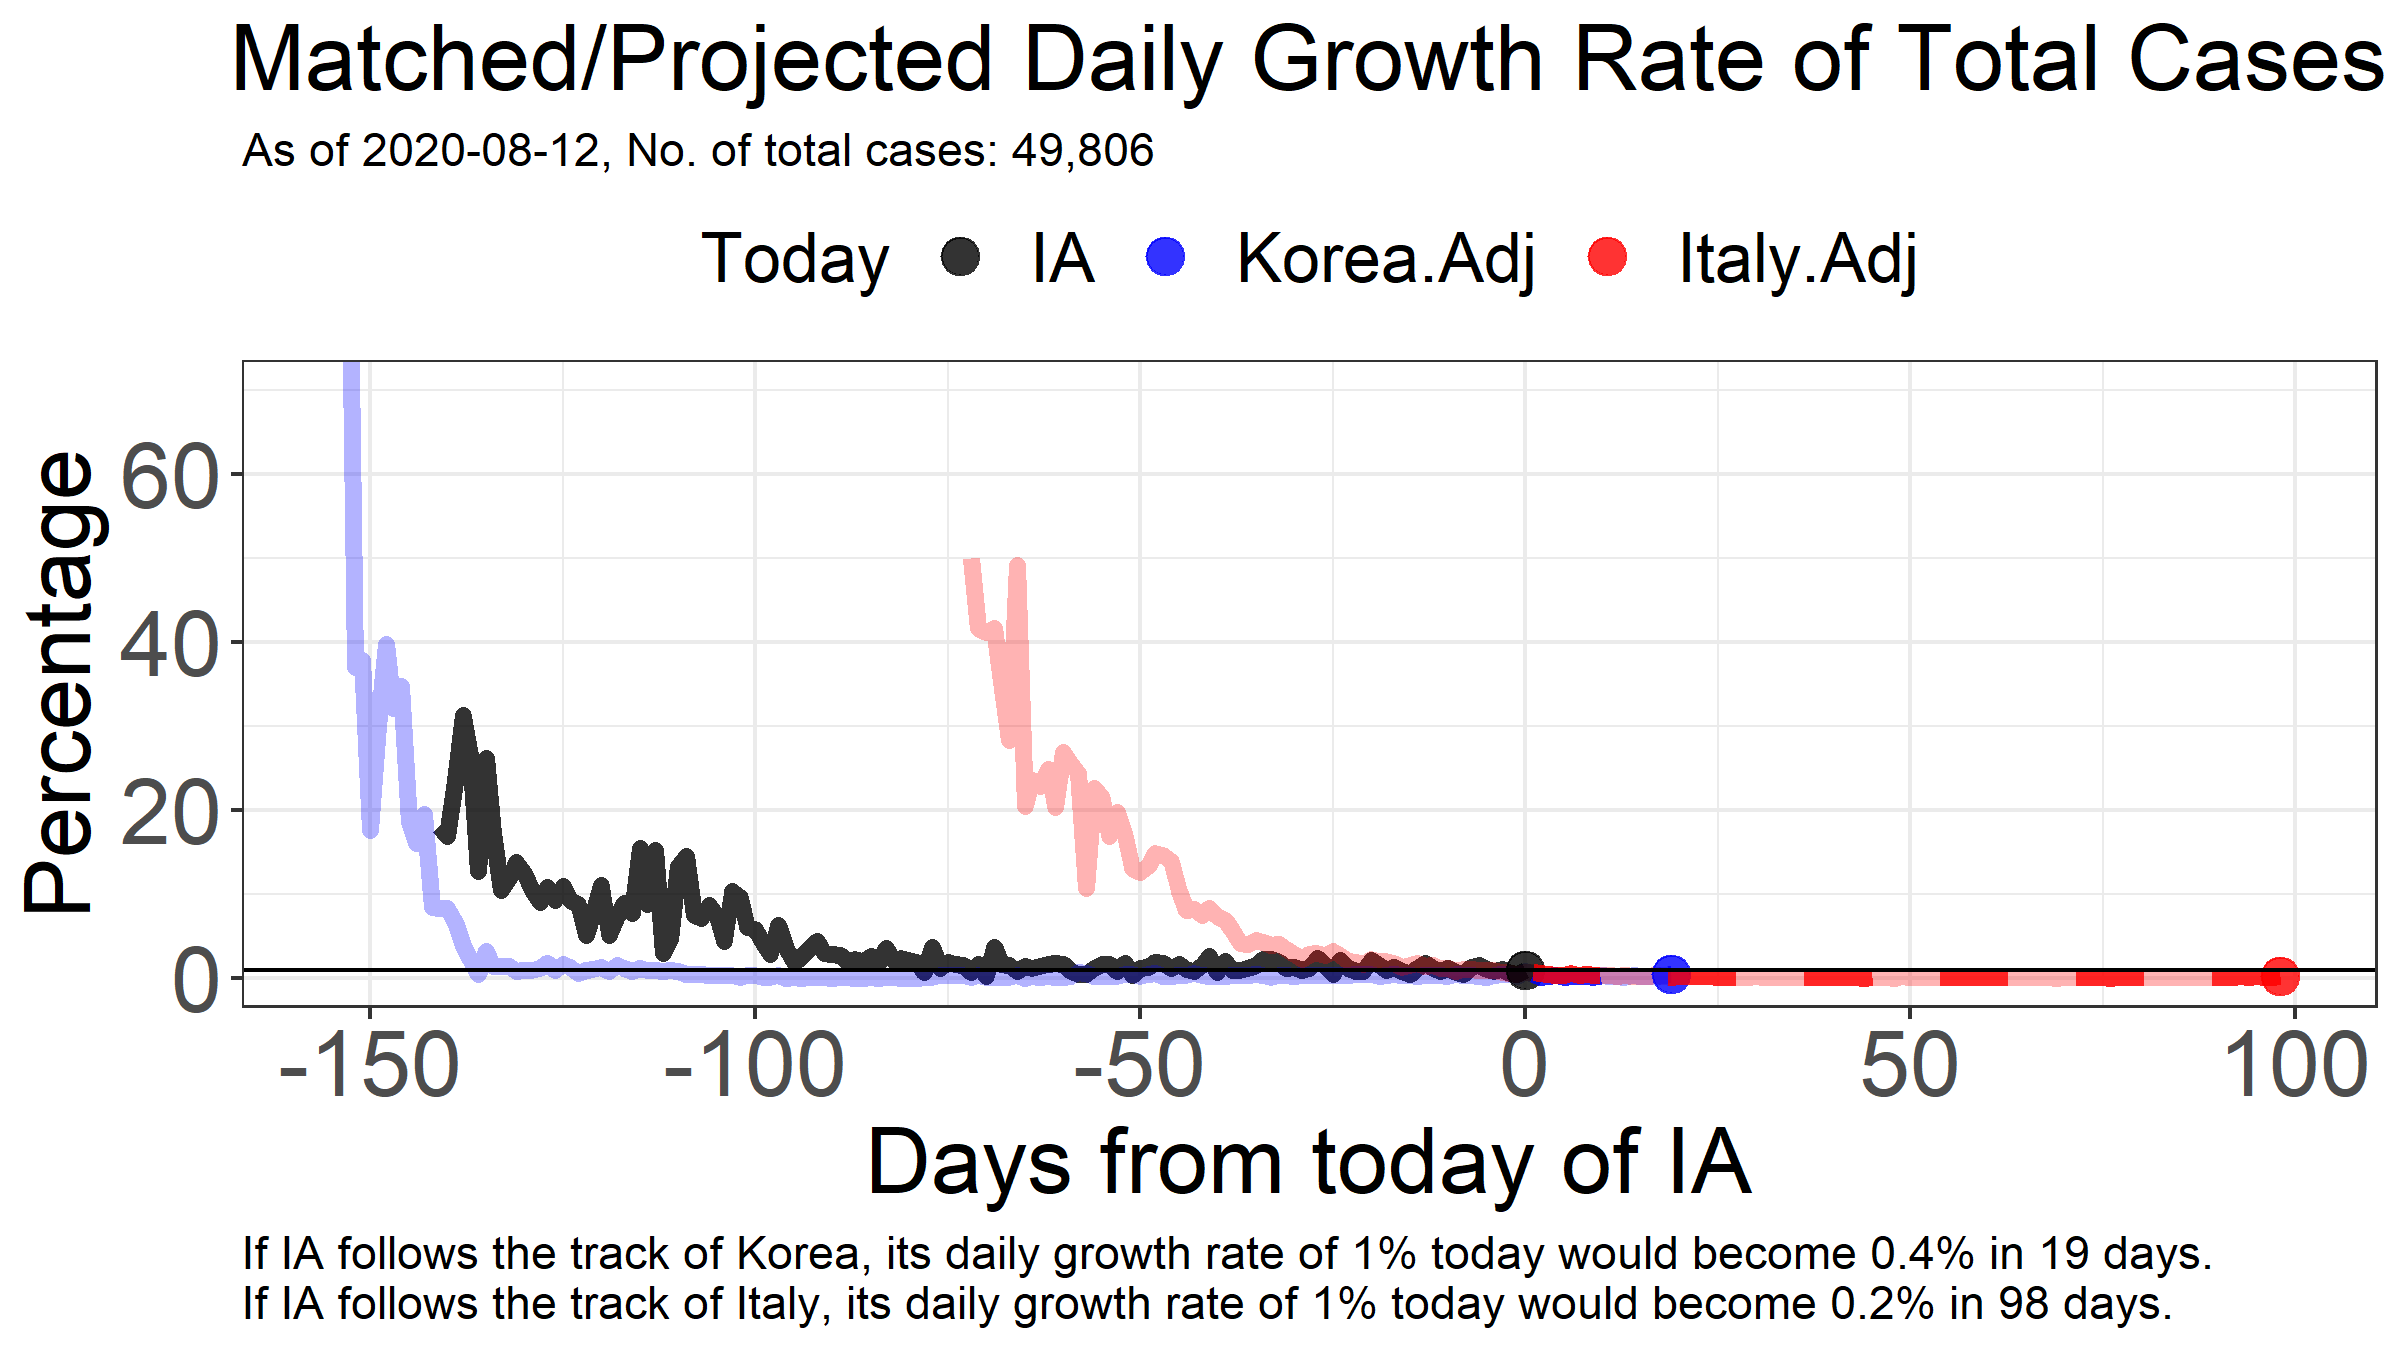 Matched/Projected Daily Growth Rate of Total Cases
As of 2020-08-12, No. of total cases: 49,806
Today IA Korea.Adj Italy.Adj
Percentage
60
40
20
0
-150 -100 -50 0 50 100
Days from today of IA
If IA follows the track of Korea, its daily growth rate of 1% today would become 0.4% in 19 days.
If IA follows the track of Italy, its daily growth rate of 1% today would become 0.2% in 98 days.